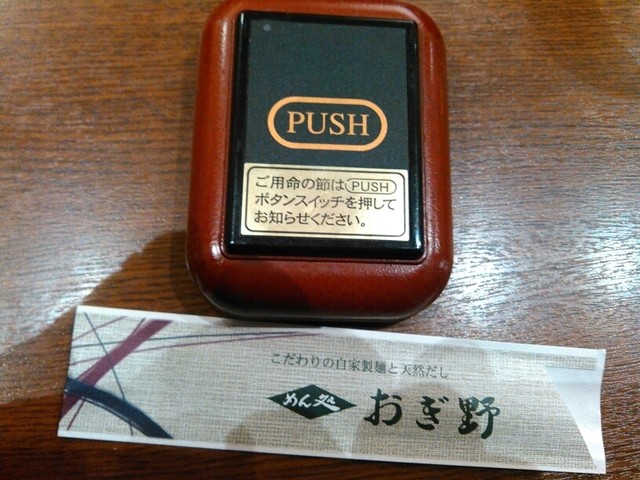 PUSH
ご用命の節はPUSH
ボタンスイッチを押して
お知らせください。
こだわりの自家製麺と天然だし
めん処 おぎ野